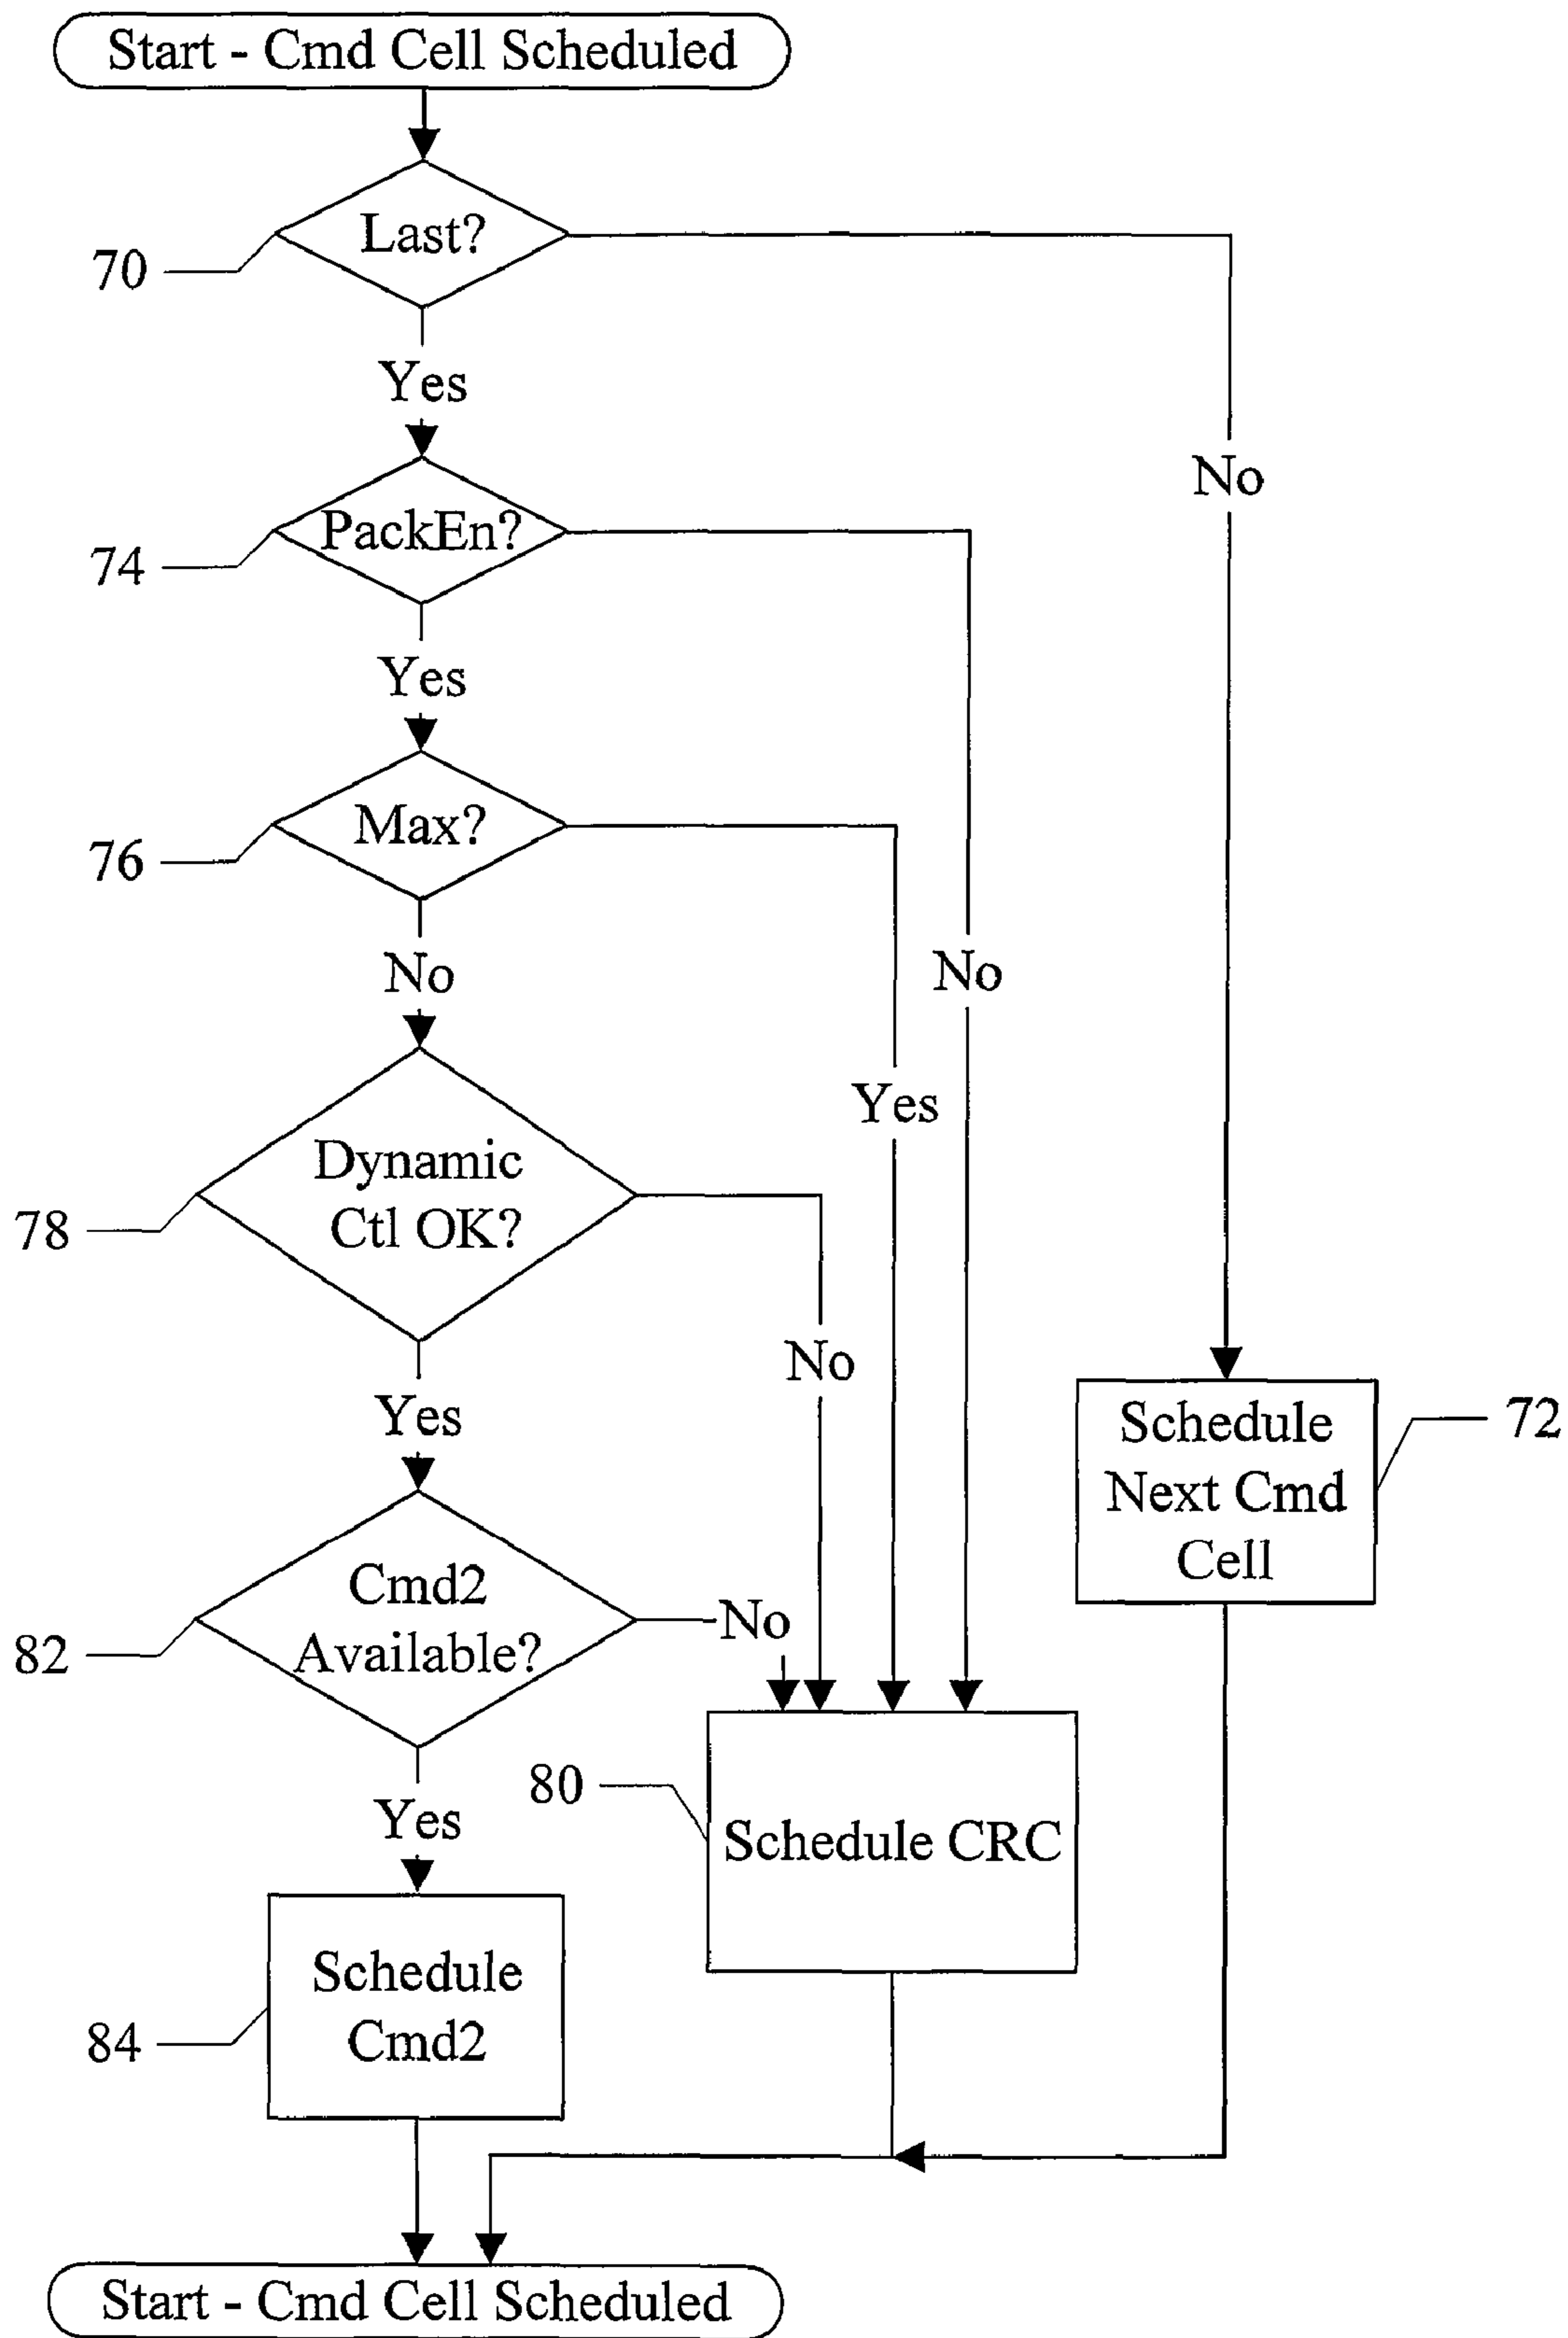 Start - Cmd Cell Scheduled
Last?
70
Yes
No
PackEn?
74
Yes
No
Max?
76
No
Yes
Dynamic
Ctl OK?
78
No
Yes
Schedule
Next Cmd
Cell
72
Cmd2
Available?
82
No
Yes
80
Schedule CRC
Schedule
Cmd2
84
Start - Cmd Cell Scheduled